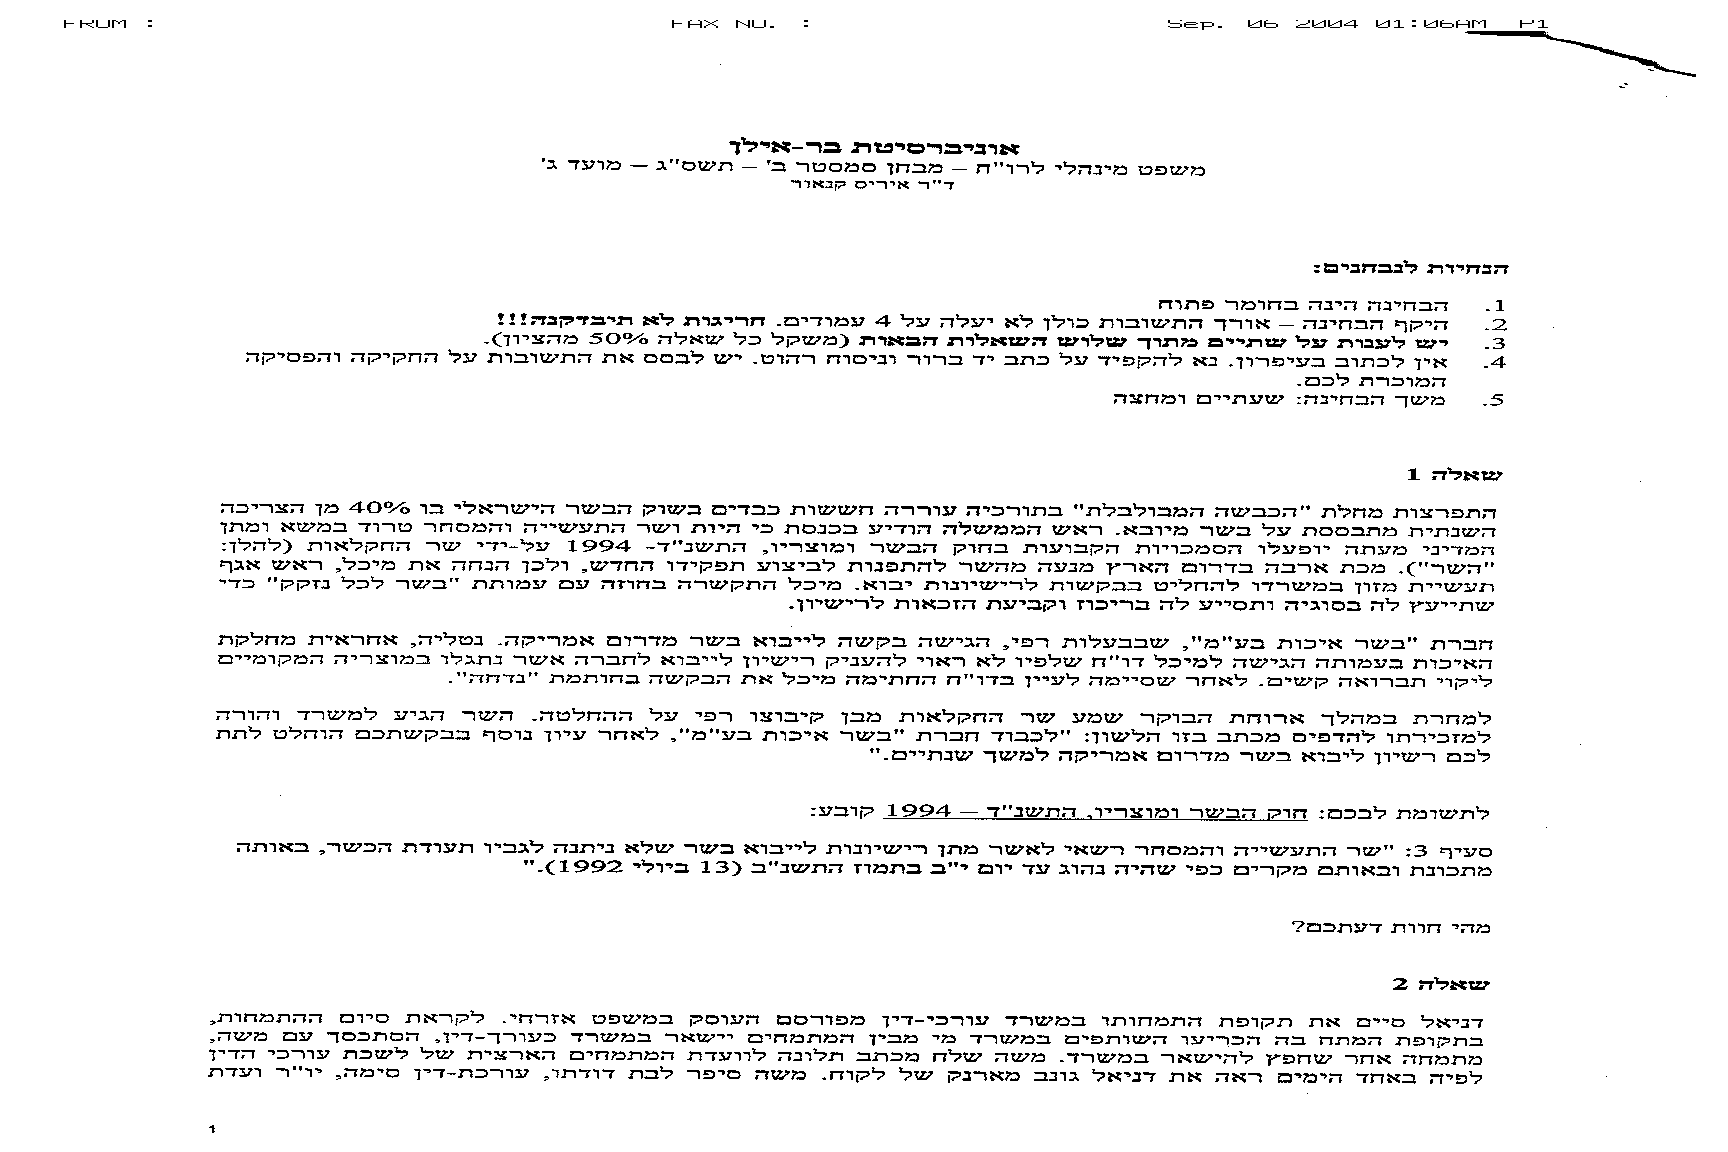 FROM :
FAX NO. :
Sep. 06 2004 01:06AM P1
אוניברסיטת בר-אילן
משפט מינהלי לרו"ח – מבחן סמסטר ב' – תשס"ג – מועד ג'
ד"ר איריס קנאור
הנחיות לנבחנים:
1. הבחינה הינה בחומר פתוח
2. היקף הבחינה – אורך התשובות כולן לא יעלה על 4 עמודים. חריגות לא תיבדקנה!!!
3. יש לענות על שתיים מתוך שלוש השאלות הבאות (משקל כל שאלה 50% מהציון).
4. אין לכתוב בעיפרון. נא להקפיד על כתב יד ברור וניסוח רהוט. יש לבסס את התשובות על החקיקה והפסיקה
המוכרת לכם.
5. משך הבחינה: שעתיים ומחצה
שאלה 1
התפרצות מחלת "הכבשה המבולבלת" בתורכיה עוררה חששות כבדים בשוק הבשר הישראלי בו 40% מן הצריכה
השנתית מתבססת על בשר מיובא. ראש הממשלה הודיע בכנסת כי היות ושר התעשייה והמסחר טרוד במשא ומתן
המדיני מעתה יופעלו הסמכויות הקבועות בחוק הבשר ומוצריו, התשנ"ד- 1994 על-ידי שר החקלאות (להלן:
"השר"). מכת ארבה בדרום הארץ מנעה מהשר להתפנות לביצוע תפקידו החדש, ולכן הנחה את מיכל, ראש אגף
תעשיית מזון במשרדו להחליט בבקשות לרישיונות יבוא. מיכל התקשרה בחוזה עם עמותת "בשר לכל נזקק" כדי
שתייעץ לה בסוגיה ותסייע לה בריכוז וקביעת הזכאות לרישיון.
חברת "בשר איכות בע"מ", שבבעלות רפי, הגישה בקשה לייבוא בשר מדרום אמריקה. נטליה, אחראית מחלקת
האיכות בעמותה הגישה למיכל דו"ח שלפיו לא ראוי להעניק רישיון לייבוא לחברה אשר נתגלו במוצריה המקומיים
ליקוי תברואה קשים. לאחר שסיימה לעיין בדו"ח החתימה מיכל את הבקשה בחותמת "נדחה".
למחרת במהלך ארוחת הבוקר שמע שר החקלאות מבן קיבוצו רפי על ההחלטה. השר הגיע למשרד והורה
למזכירתו להדפיס מכתב בזו הלשון: "לכבוד חברת "בשר איכות בע"מ", לאחר עיון נוסף בבקשתכם הוחלט לתת
לכם רשיון ליבוא בשר מדרום אמריקה למשך שנתיים."
לתשומת לבכם: חוק הבשר ומוצריו, התשנ"ד – 1994 קובע:
סעיף 3: "שר התעשייה והמסחר רשאי לאשר מתן רישיונות לייבוא בשר שלא ניתנה לגביו תעודת הכשר, באותה
מתכונת ובאותם מקרים כפי שהיה נהוג עד יום י"ב בתמוז התשנ"ב (13 ביולי 1992)."
מהי חוות דעתכם?
שאלה 2
דניאל סיים את תקופת התמחותו במשרד עורכי-דין מפורסם העוסק במשפט אזרחי. לקראת סיום ההתמחות,
בתקופת המתח בה הכריעו השותפים במשרד מי מבין המתמחים יישאר במשרד כעורך-דין, הסתכסך עם משה,
מתמחה אחר שחפץ להישאר במשרד. משה שלח מכתב תלונה לוועדת המתמחים הארצית של לשכת עורכי הדין
לפיה באחד הימים ראה את דניאל גונב מארנק של לקוח. משה סיפר לבת דודתו, עורכת-דין סימה, יו"ר ועדת
1